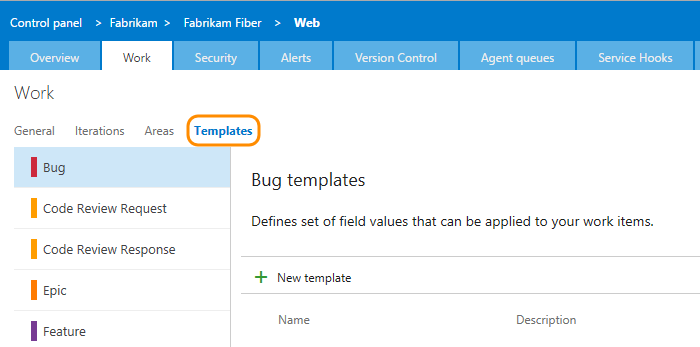 Control panel > Fabrikam > Fabrikam Fiber > Web
Overview Work Security Alerts Version Control Agent queues Service Hooks
Work
General Iterations Areas Templates
Bug
Code Review Request
Code Review Response
Epic
Feature
Bug templates
Defines set of field values that can be applied to your work items.
+ New template
Name Description